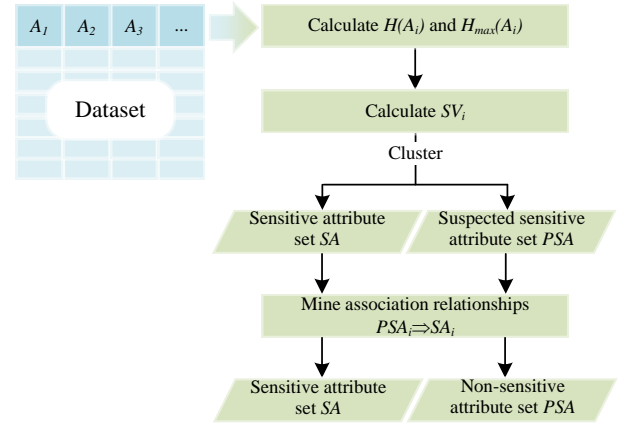 A1 A2 A3 ...
Dataset
Calculate H(Ai) and Hmax(Ai)
Calculate SVi
Cluster
Sensitive attribute
set SA
Suspected sensitive
attribute set PSA
Mine association relationships
PSAi⇒SAi
Sensitive attribute
set SA
Non-sensitive
attribute set PSA